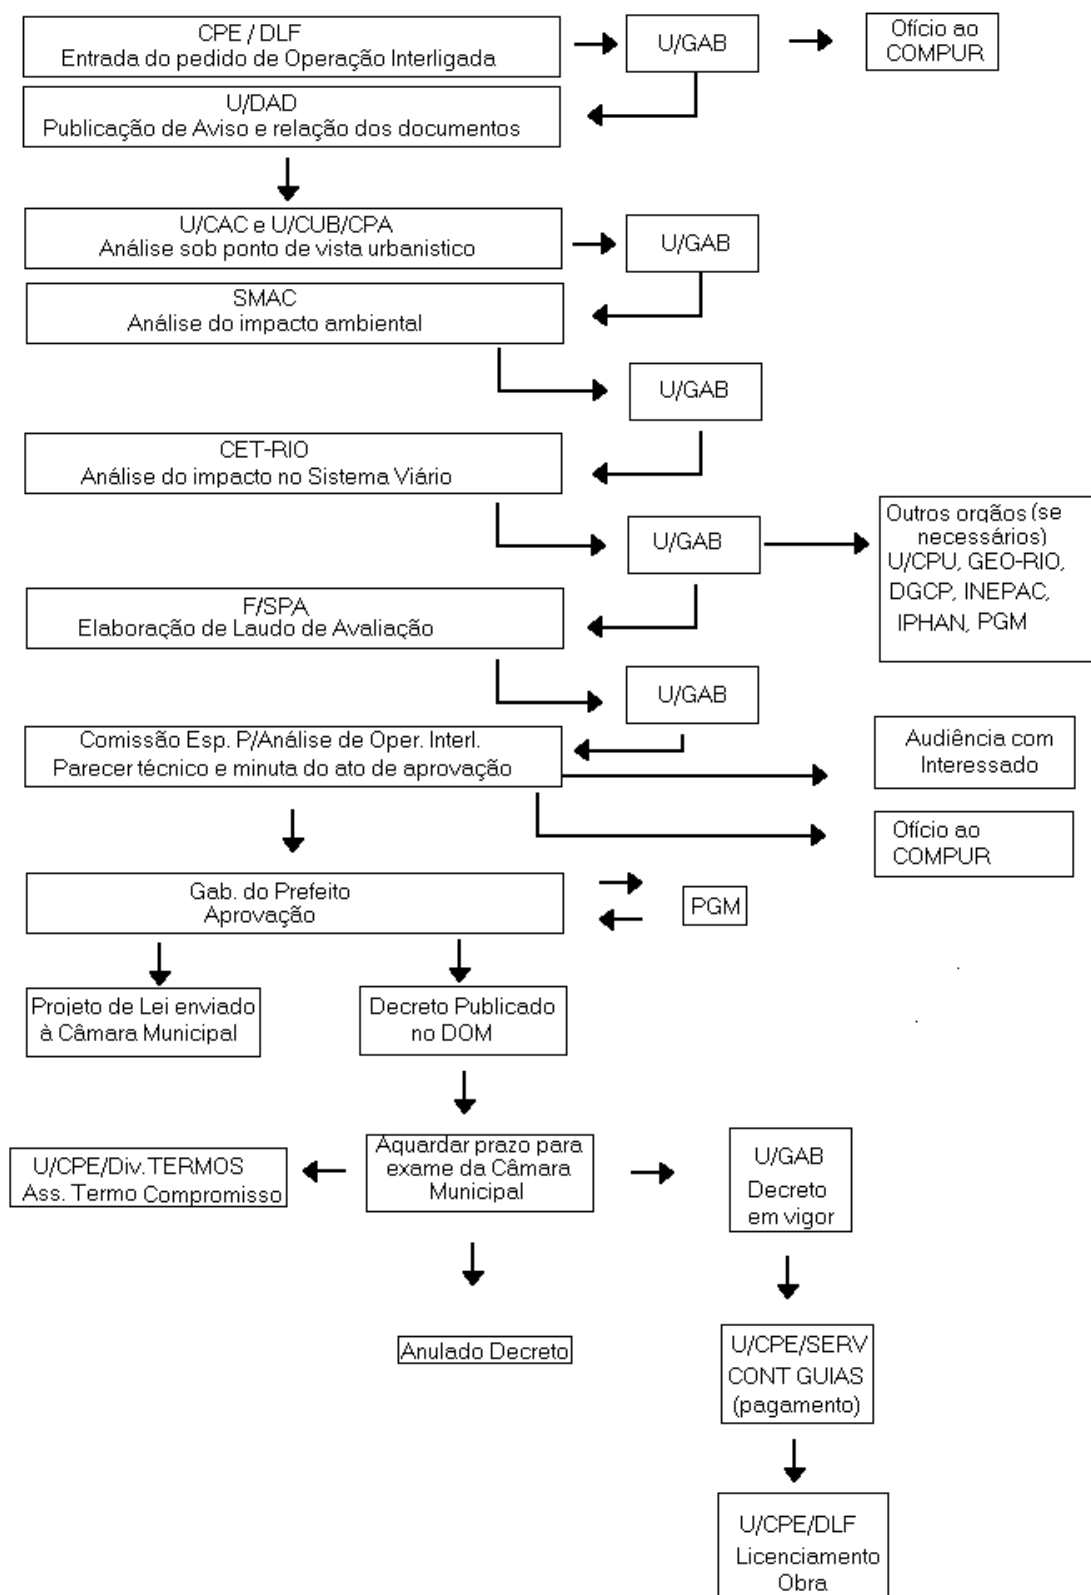 CPE / DLF
Entrada do pedido de Operação Interligada
U/GAB
Ofício ao
COMPUR
U/DAD
Publicação de Aviso e relação dos documentos
U/CAC e U/CUB/CPA
Análise sob ponto de vista urbanistico
U/GAB
SMAC
Análise do impacto ambiental
U/GAB
CET-RIO
Análise do impacto no Sistema Viário
U/GAB
Outros orgãos (se
necessários)
U/CPU, GEO-RIO,
DGCP, INEPAC,
IPHAN, PGM
F/SPA
Elaboração de Laudo de Avaliação
U/GAB
Comissão Esp. P/Análise de Oper. Interl.
Parecer técnico e minuta do ato de aprovação
Audiência com
Interessado
Ofício ao
COMPUR
Gab. do Prefeito
Aprovação
PGM
Projeto de Lei enviado
à Câmara Municipal
Decreto Publicado
no DOM
U/CPE/Div. TERMOS
Ass. Termo Compromisso
Aquardar prazo para
exame da Câmara
Municipal
U/GAB
Decreto
em vigor
Anulado Decreto
U/CPE/SERV
CONT GUIAS
(pagamento)
U/CPE/DLF
Licenciamento
Obra